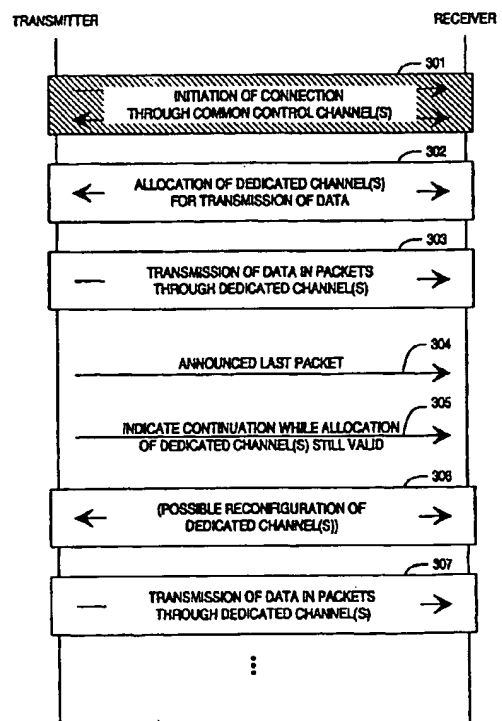 TRANSMITTER
RECEIVER
301
INITIATION OF CONNECTION
THROUGH COMMON CONTROL CHANNEL(S)
302
ALLOCATION OF DEDICATED CHANNEL(S)
FOR TRANSMISSION OF DATA
303
TRANSMISSION OF DATA IN PACKETS
THROUGH DEDICATED CHANNEL(S)
304
ANNOUNCED LAST PACKET
305
INDICATE CONTINUATION WHILE ALLOCATION
OF DEDICATED CHANNEL(S) STILL VALID
306
(POSSIBLE RECONFIGURATION OF
DEDICATED CHANNEL(S))
307
TRANSMISSION OF DATA IN PACKETS
THROUGH DEDICATED CHANNEL(S)